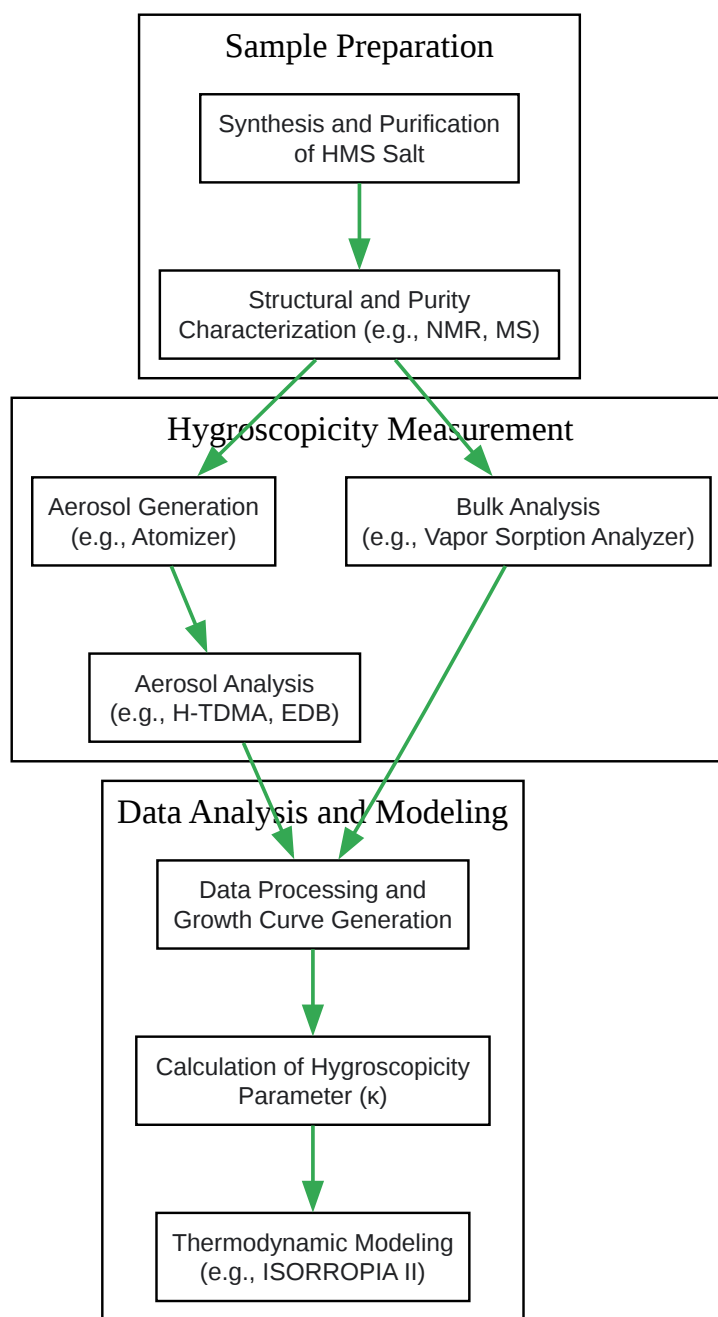 Sample Preparation
Synthesis and Purification
of HMS Salt
Structural and Purity
Characterization (e.g., NMR, MS)
Hygroscopicity Measurement
Aerosol Generation
(e.g., Atomizer)
Bulk Analysis
(e.g., Vapor Sorption Analyzer)
Aerosol Analysis
(e.g., H-TDMA, EDB)
Data Analysis and Modeling
Data Processing and
Growth Curve Generation
Calculation of Hygroscopicity
Parameter (κ)
Thermodynamic Modeling
(e.g., ISORROPIA II)